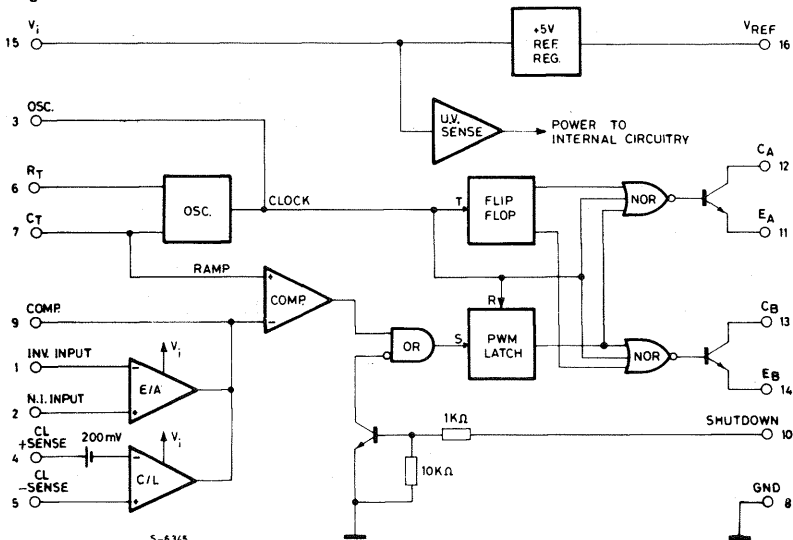 Vi
15
+5V
REF.
REG.
VREF
16
OSC.
3
U.V.
SENSE
POWER TO
INTERNAL CIRCUITRY
CA
12
RT
6
OSC.
CLOCK
T
FLIP
FLOP
NOR
CT
7
EA
11
RAMP
+
COMP.
−
R
COMP.
9
OR
S
PWM
LATCH
NOR
CB
13
INV. INPUT
1
Vi
−
E/A
+
N.I. INPUT
2
EB
14
CL
+SENSE
4
200mV
Vi
−
C/L
+
1KΩ
SHUTDOWN
10
10KΩ
CL
−SENSE
5
GND
8